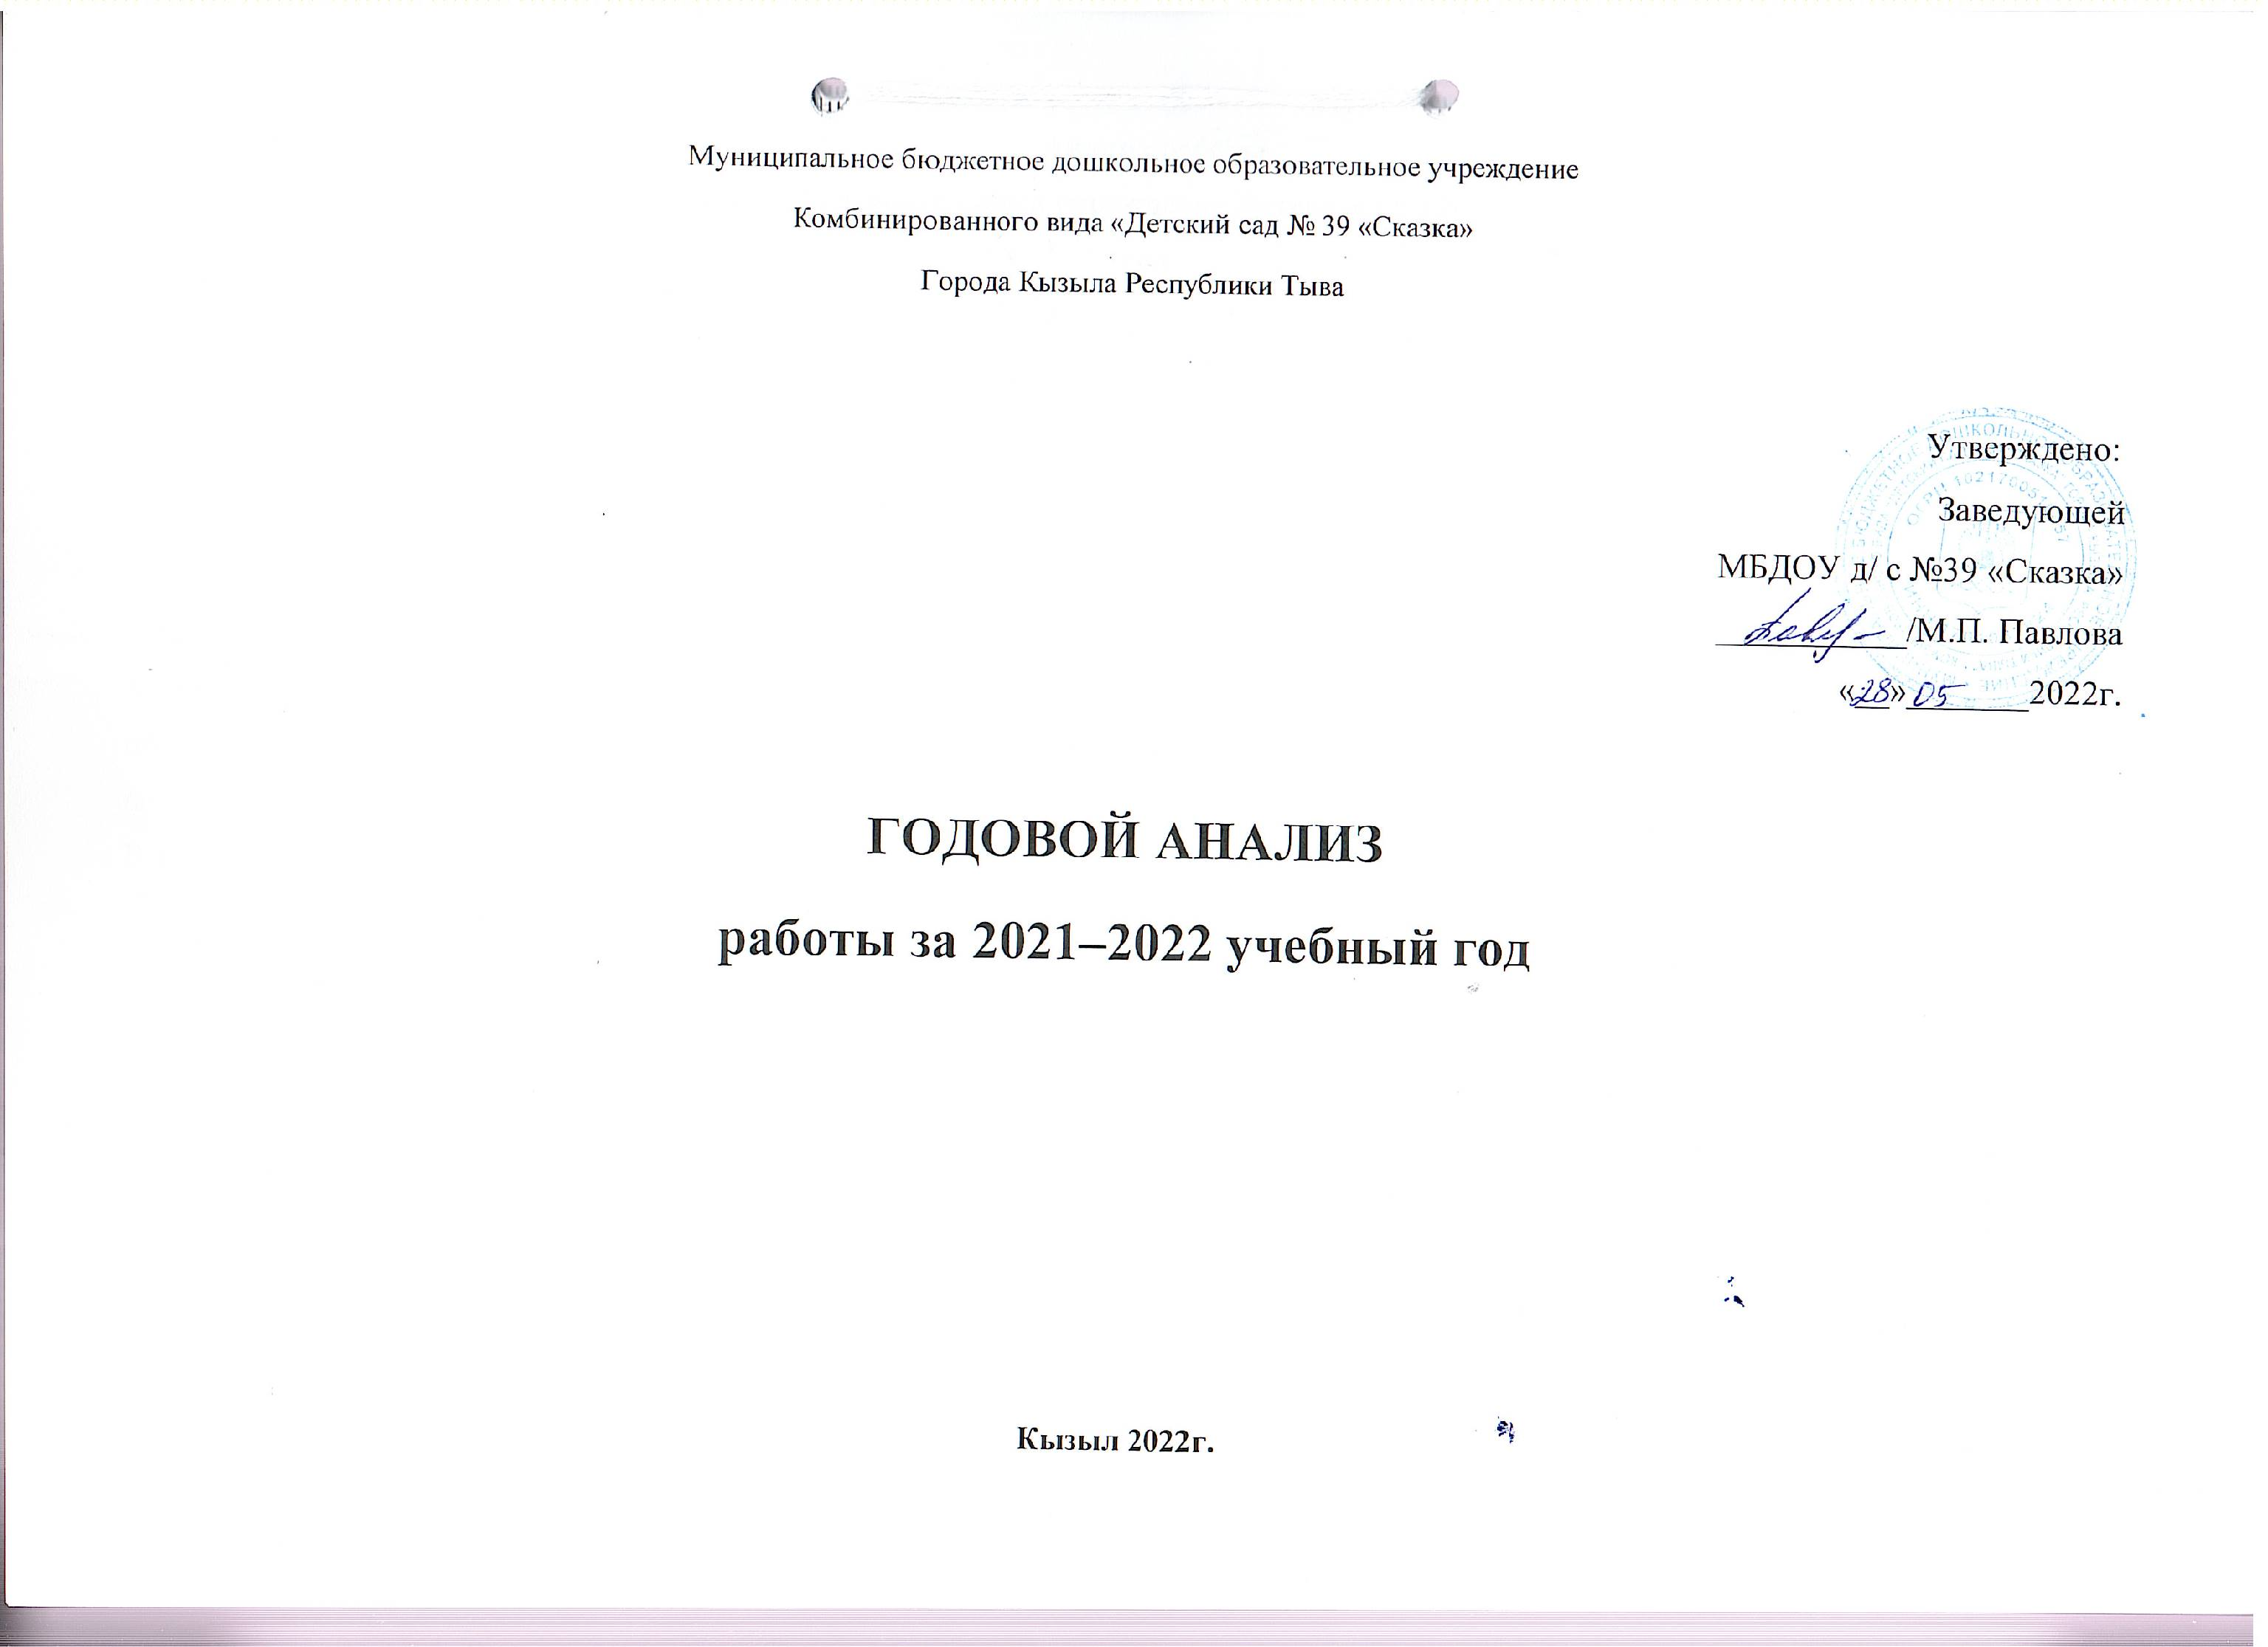 Муниципальное бюджетное дошкольное образовательное учреждение
Комбинированного вида «Детский сад № 39 «Сказка»
Города Кызыла Республики Тыва
Утверждено:
Заведующей
МБДОУ д/ с №39 «Сказка»
/М.П. Павлова
«28» 05 2022г.
ГОДОВОЙ АНАЛИЗ
работы за 2021–2022 учебный год
Кызыл 2022г.